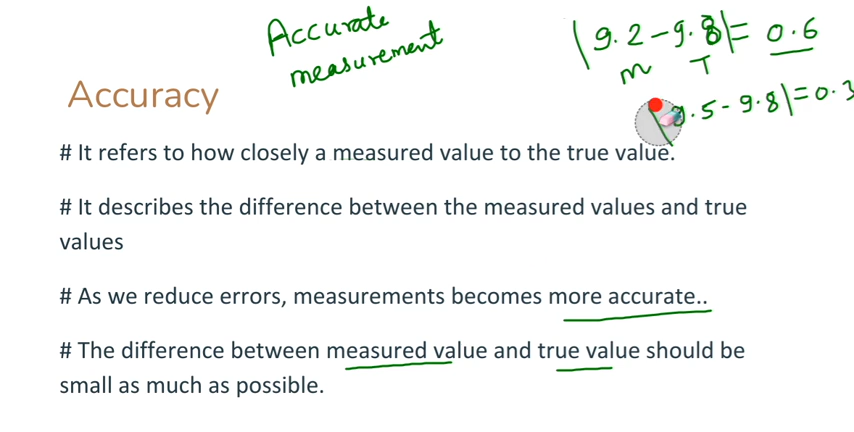 Accurate
measurement
|9.2-9.8|= 0.6
m T
|9.5-9.8|=0.3
Accuracy
# It refers to how closely a measured value to the true value.
# It describes the difference between the measured values and true
values
# As we reduce errors, measurements becomes more accurate..
# The difference between measured value and true value should be
small as much as possible.